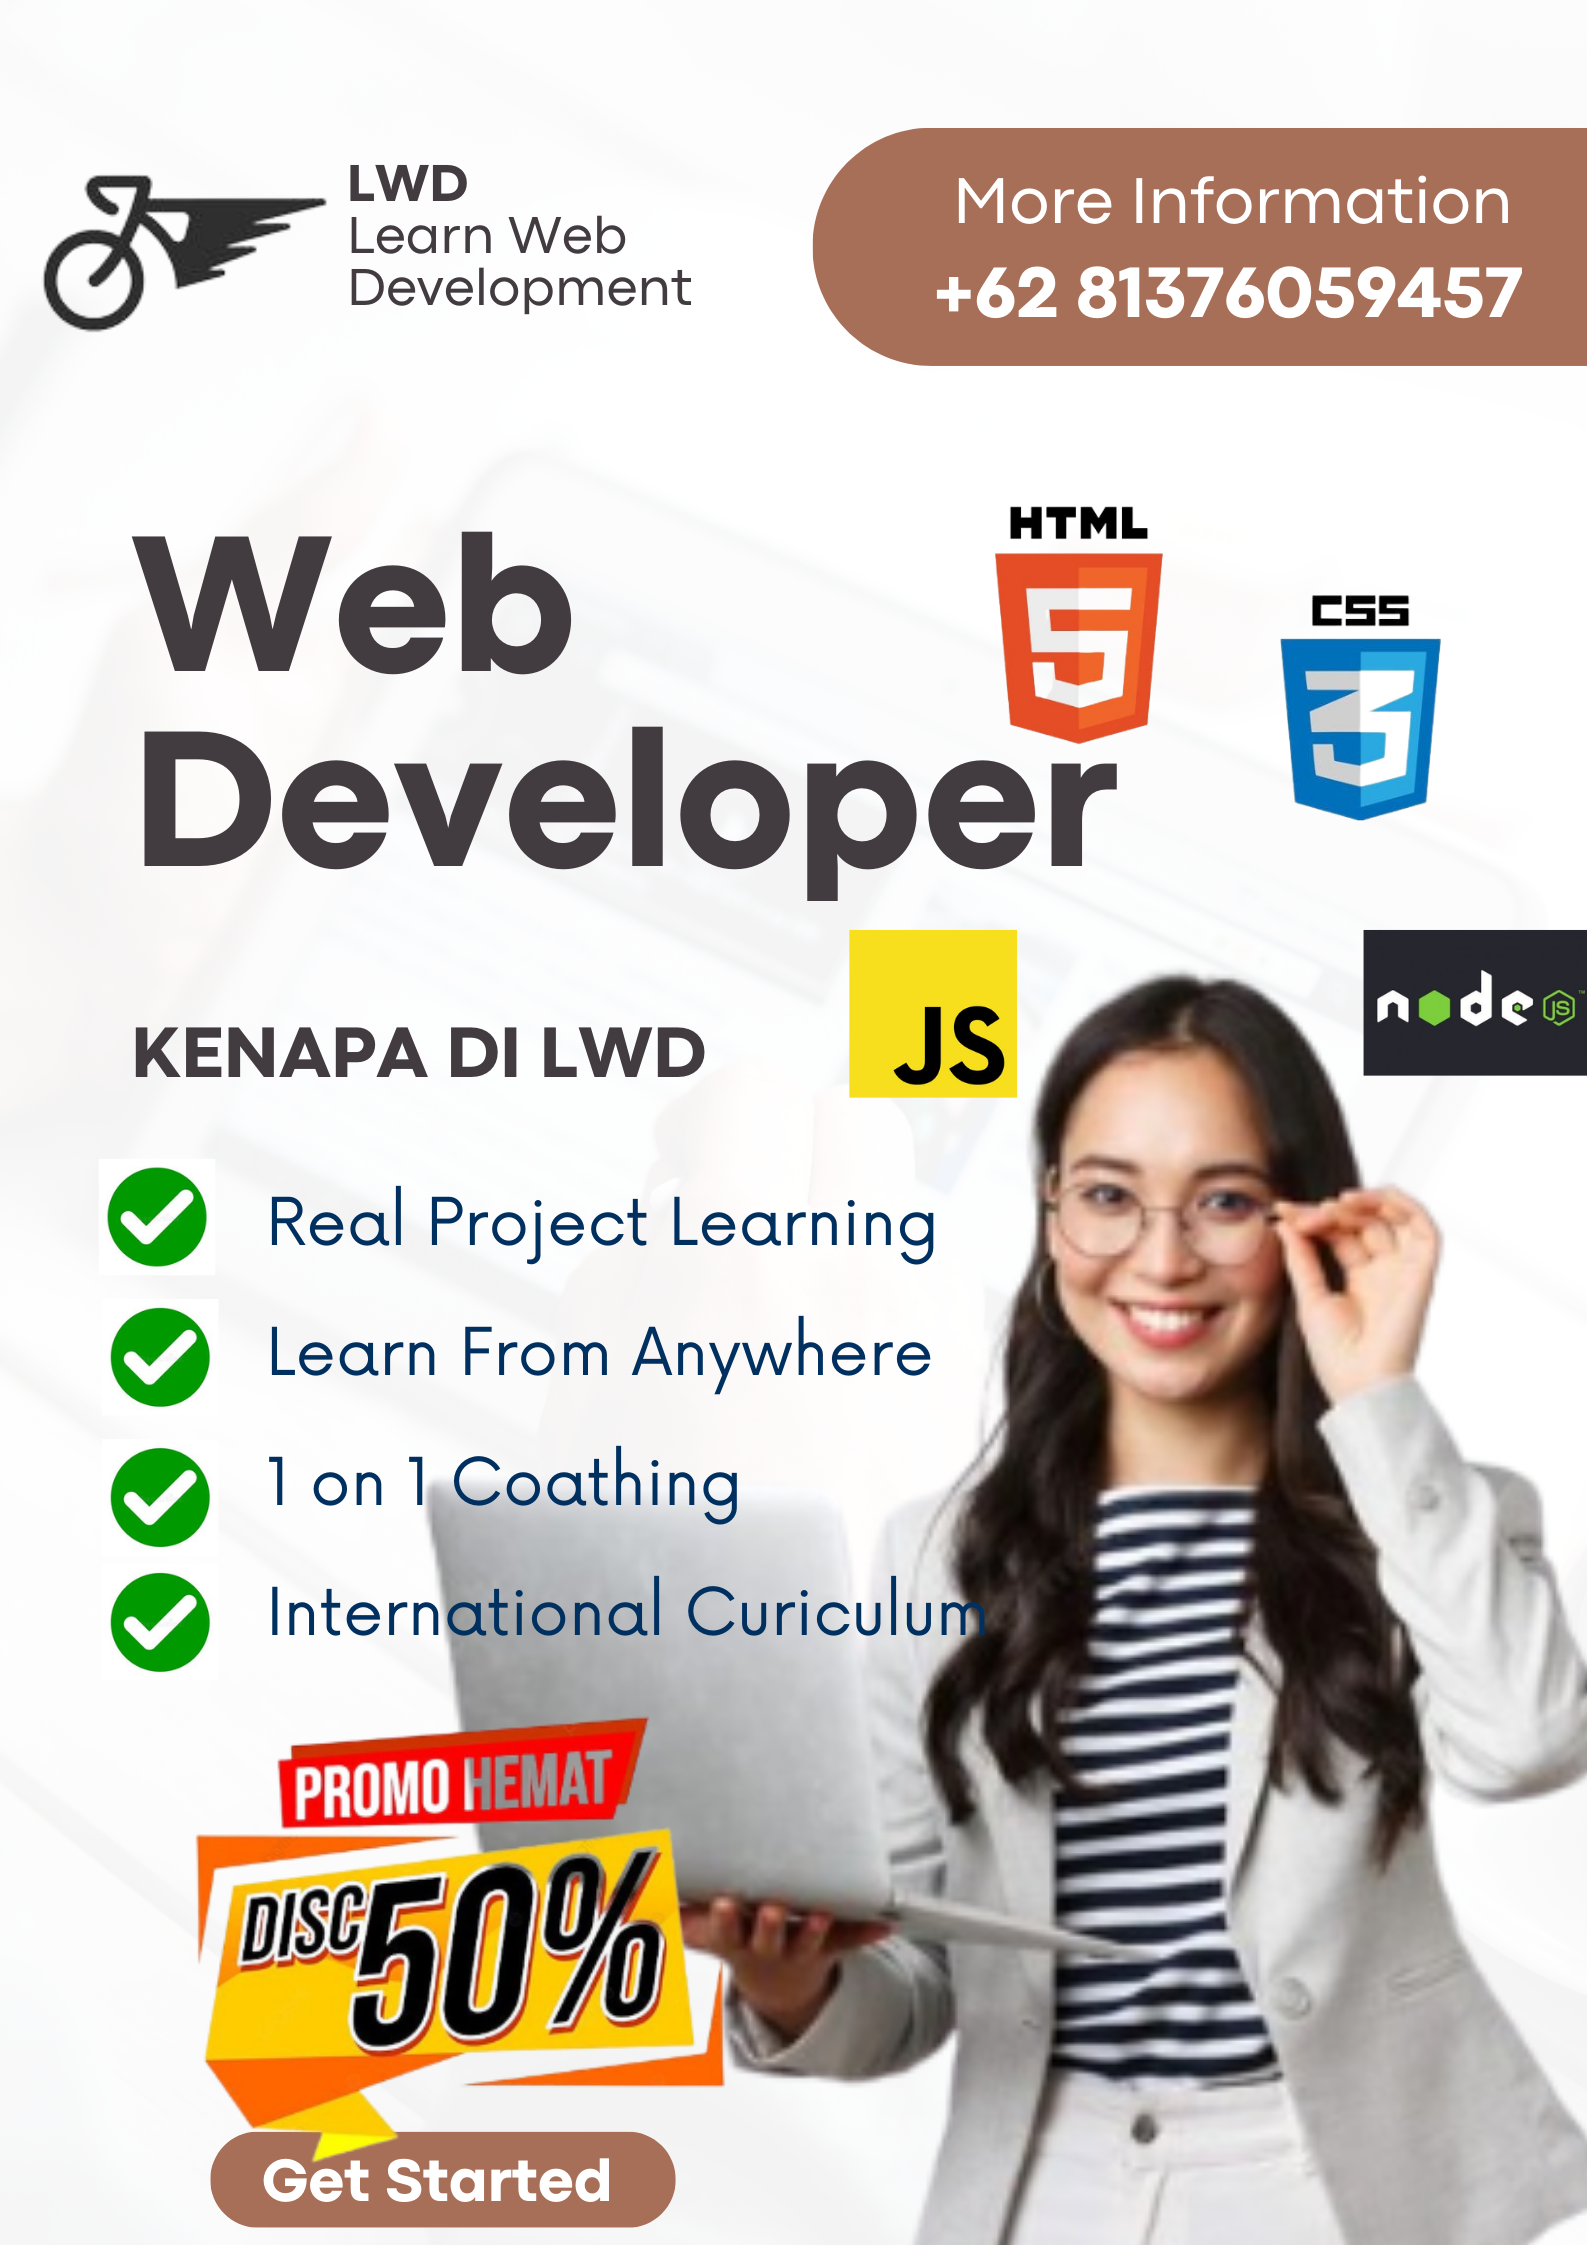 LWD
Learn Web
Development
More Information
+62 81376059457
Web
Developer
HTML
5
CSS
3
JS
node JS
KENAPA DI LWD
Real Project Learning
Learn From Anywhere
1 on 1 Coathing
International Curiculum
PROMO HEMAT
DISC 50%
Get Started